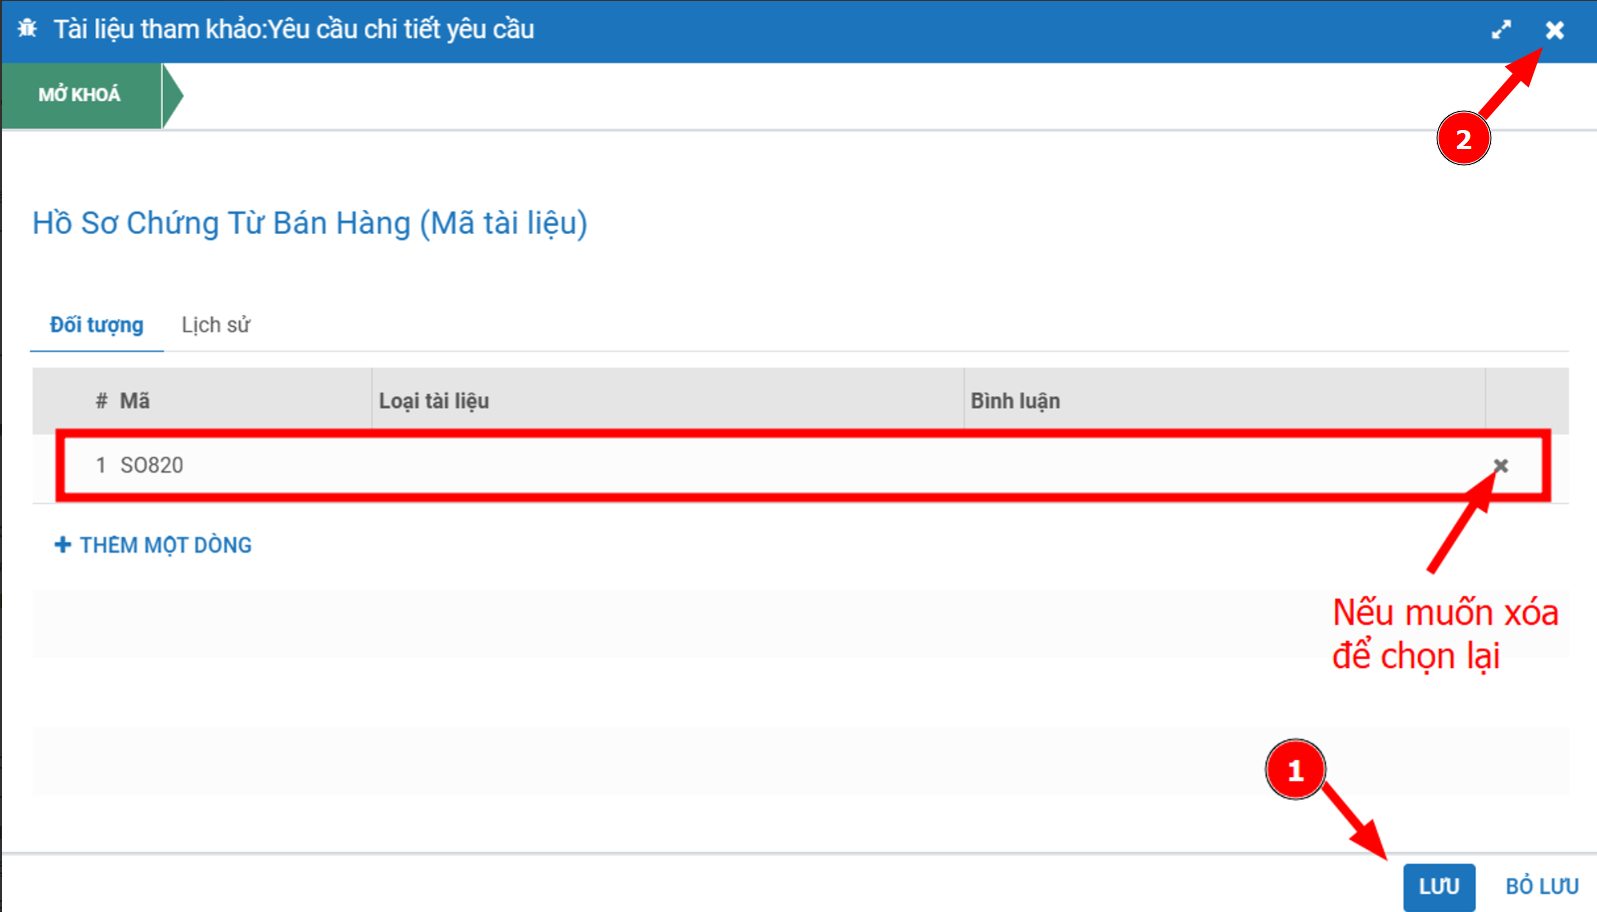 Tài liệu tham khảo:Yêu cầu chi tiết yêu cầu
MỞ KHOÁ
2
Hồ Sơ Chứng Từ Bán Hàng (Mã tài liệu)
Đối tượng Lịch sử
# Mã Loại tài liệu Bình luận
1 SO820
THÊM MỘT DÒNG
Nếu muốn xóa
để chọn lại
1
LƯU BỎ LƯU